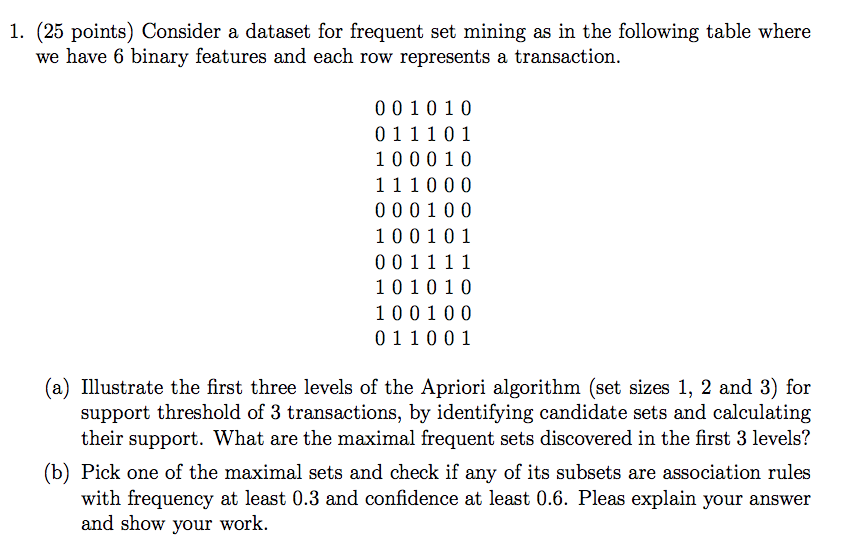 1. (25 points) Consider a dataset for frequent set mining as in the following table where
we have 6 binary features and each row represents a transaction.
0 0 1 0 1 0
0 1 1 1 0 1
1 0 0 0 1 0
1 1 1 0 0 0
0 0 0 1 0 0
1 0 0 1 0 1
0 0 1 1 1 1
1 0 1 0 1 0
1 0 0 1 0 0
0 1 1 0 0 1
(a) Illustrate the first three levels of the Apriori algorithm (set sizes 1, 2 and 3) for
support threshold of 3 transactions, by identifying candidate sets and calculating
their support. What are the maximal frequent sets discovered in the first 3 levels?
(b) Pick one of the maximal sets and check if any of its subsets are association rules
with frequency at least 0.3 and confidence at least 0.6. Pleas explain your answer
and show your work.